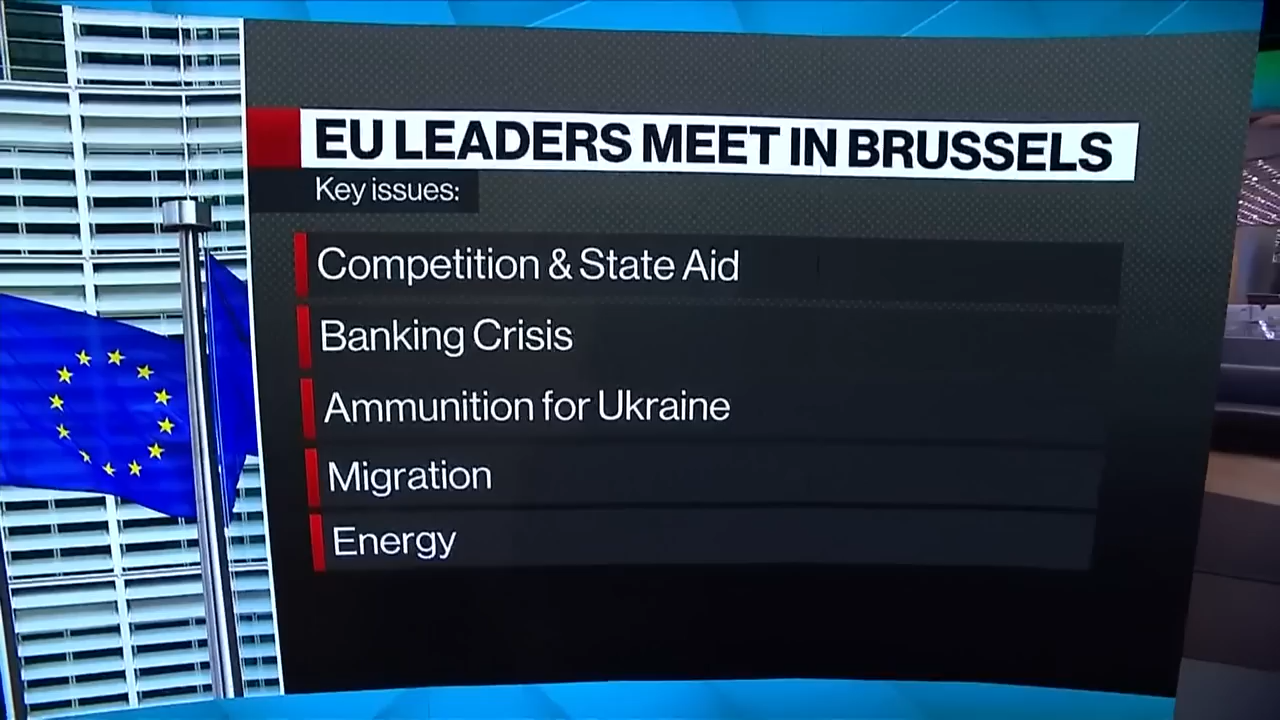 EU LEADERS MEET IN BRUSSELS
Key issues:
Competition & State Aid
Banking Crisis
Ammunition for Ukraine
Migration
Energy